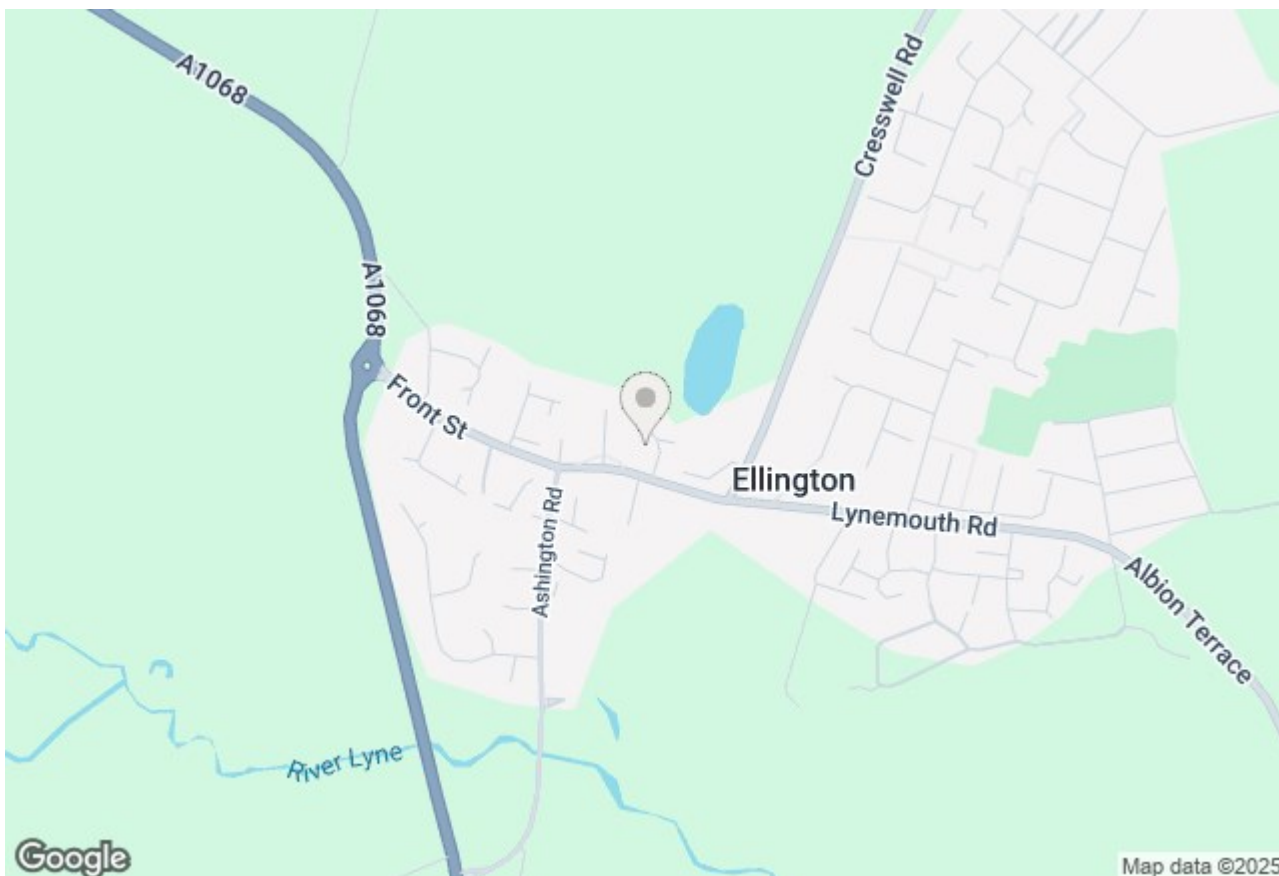 A1068
Cresswell Rd
A1068
Front St
Ellington
Lynemouth Rd
Ashington Rd
Albion Terrace
River Lyne
Google
Map data ©2025